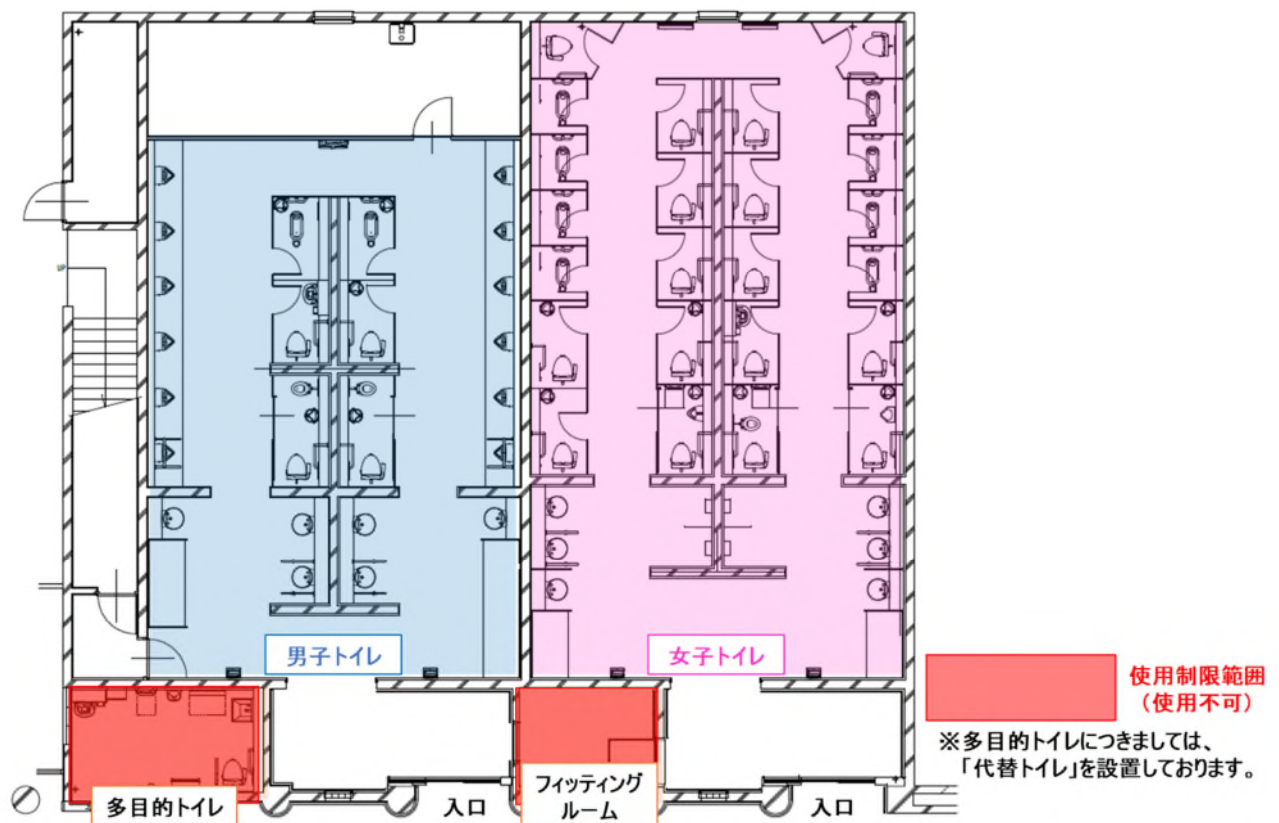 UP
男子トイレ
女子トイレ
使用制限範囲
（使用不可）
※多目的トイレにつきましては、
「代替トイレ」を設置しております。
多目的トイレ
入口
フィッティング
ルーム
入口